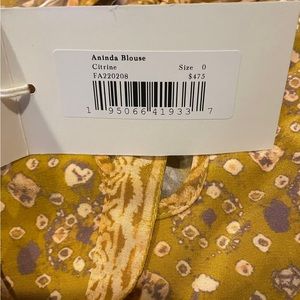 Aninda Blouse
Citrine Size 0
FA220208 $475
1 95066 41933 7